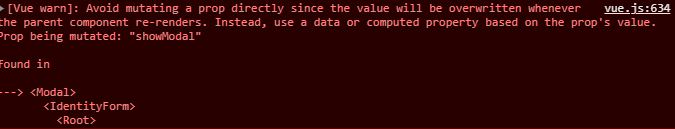 ▶[Vue warn]: Avoid mutating a prop directly since the value will be overwritten whenever vue.js:634
the parent component re-renders. Instead, use a data or computed property based on the prop's value.
Prop being mutated: "showModal"
found in
---> <Modal>
<IdentityForm>
<Root>